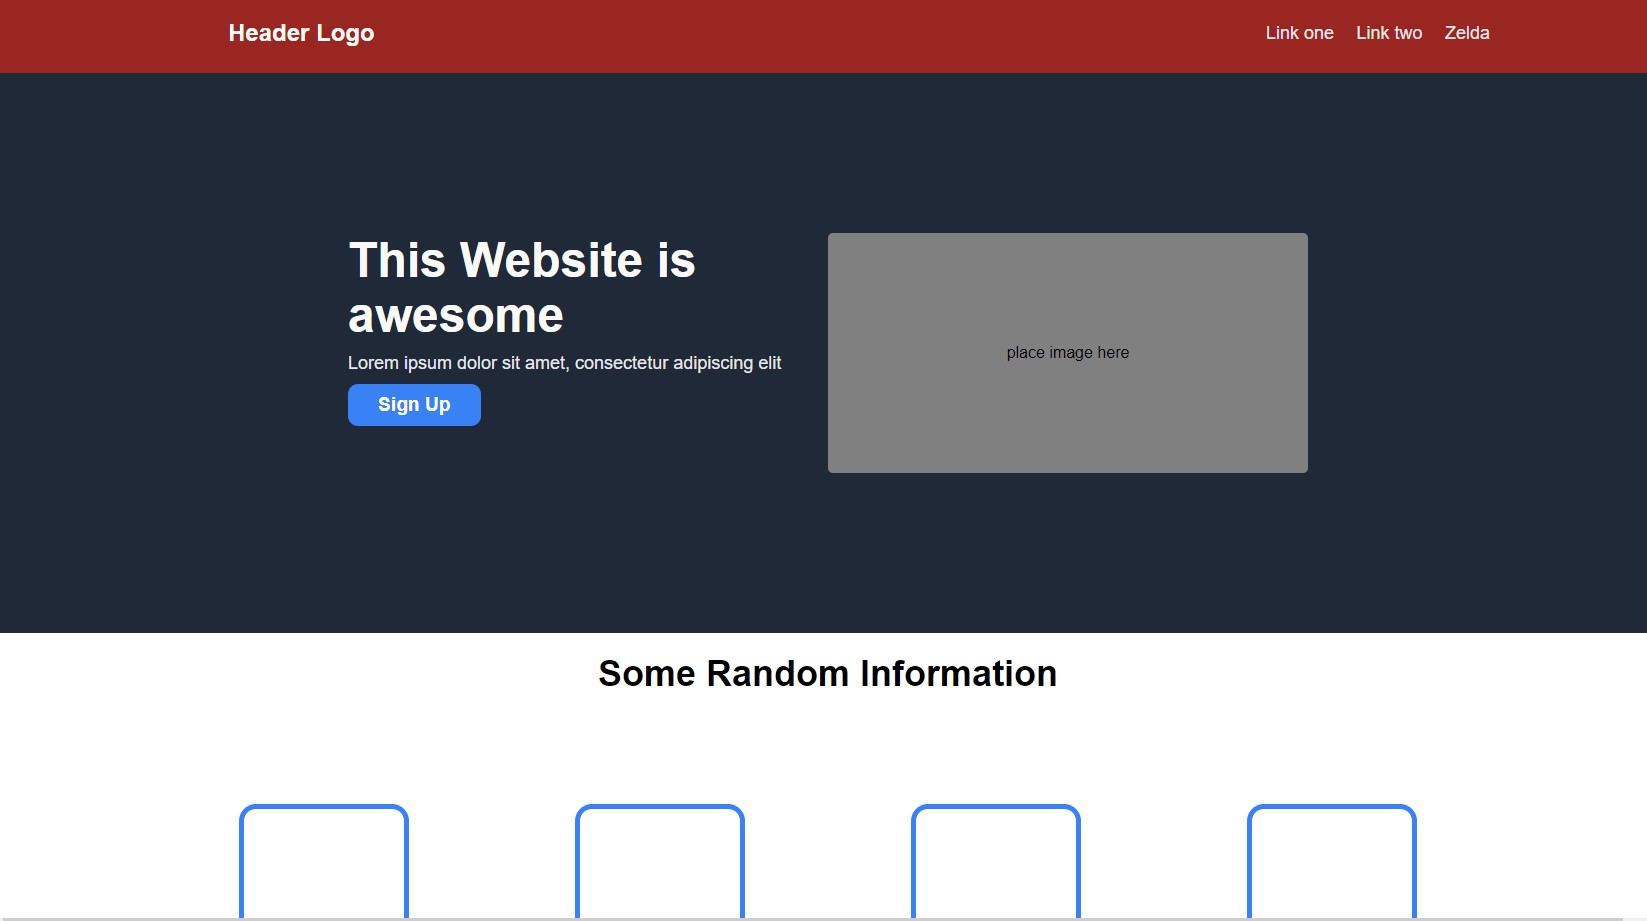 Header Logo
Link one Link two Zelda
This Website is
awesome
Lorem ipsum dolor sit amet, consectetur adipiscing elit
Sign Up
place image here
Some Random Information